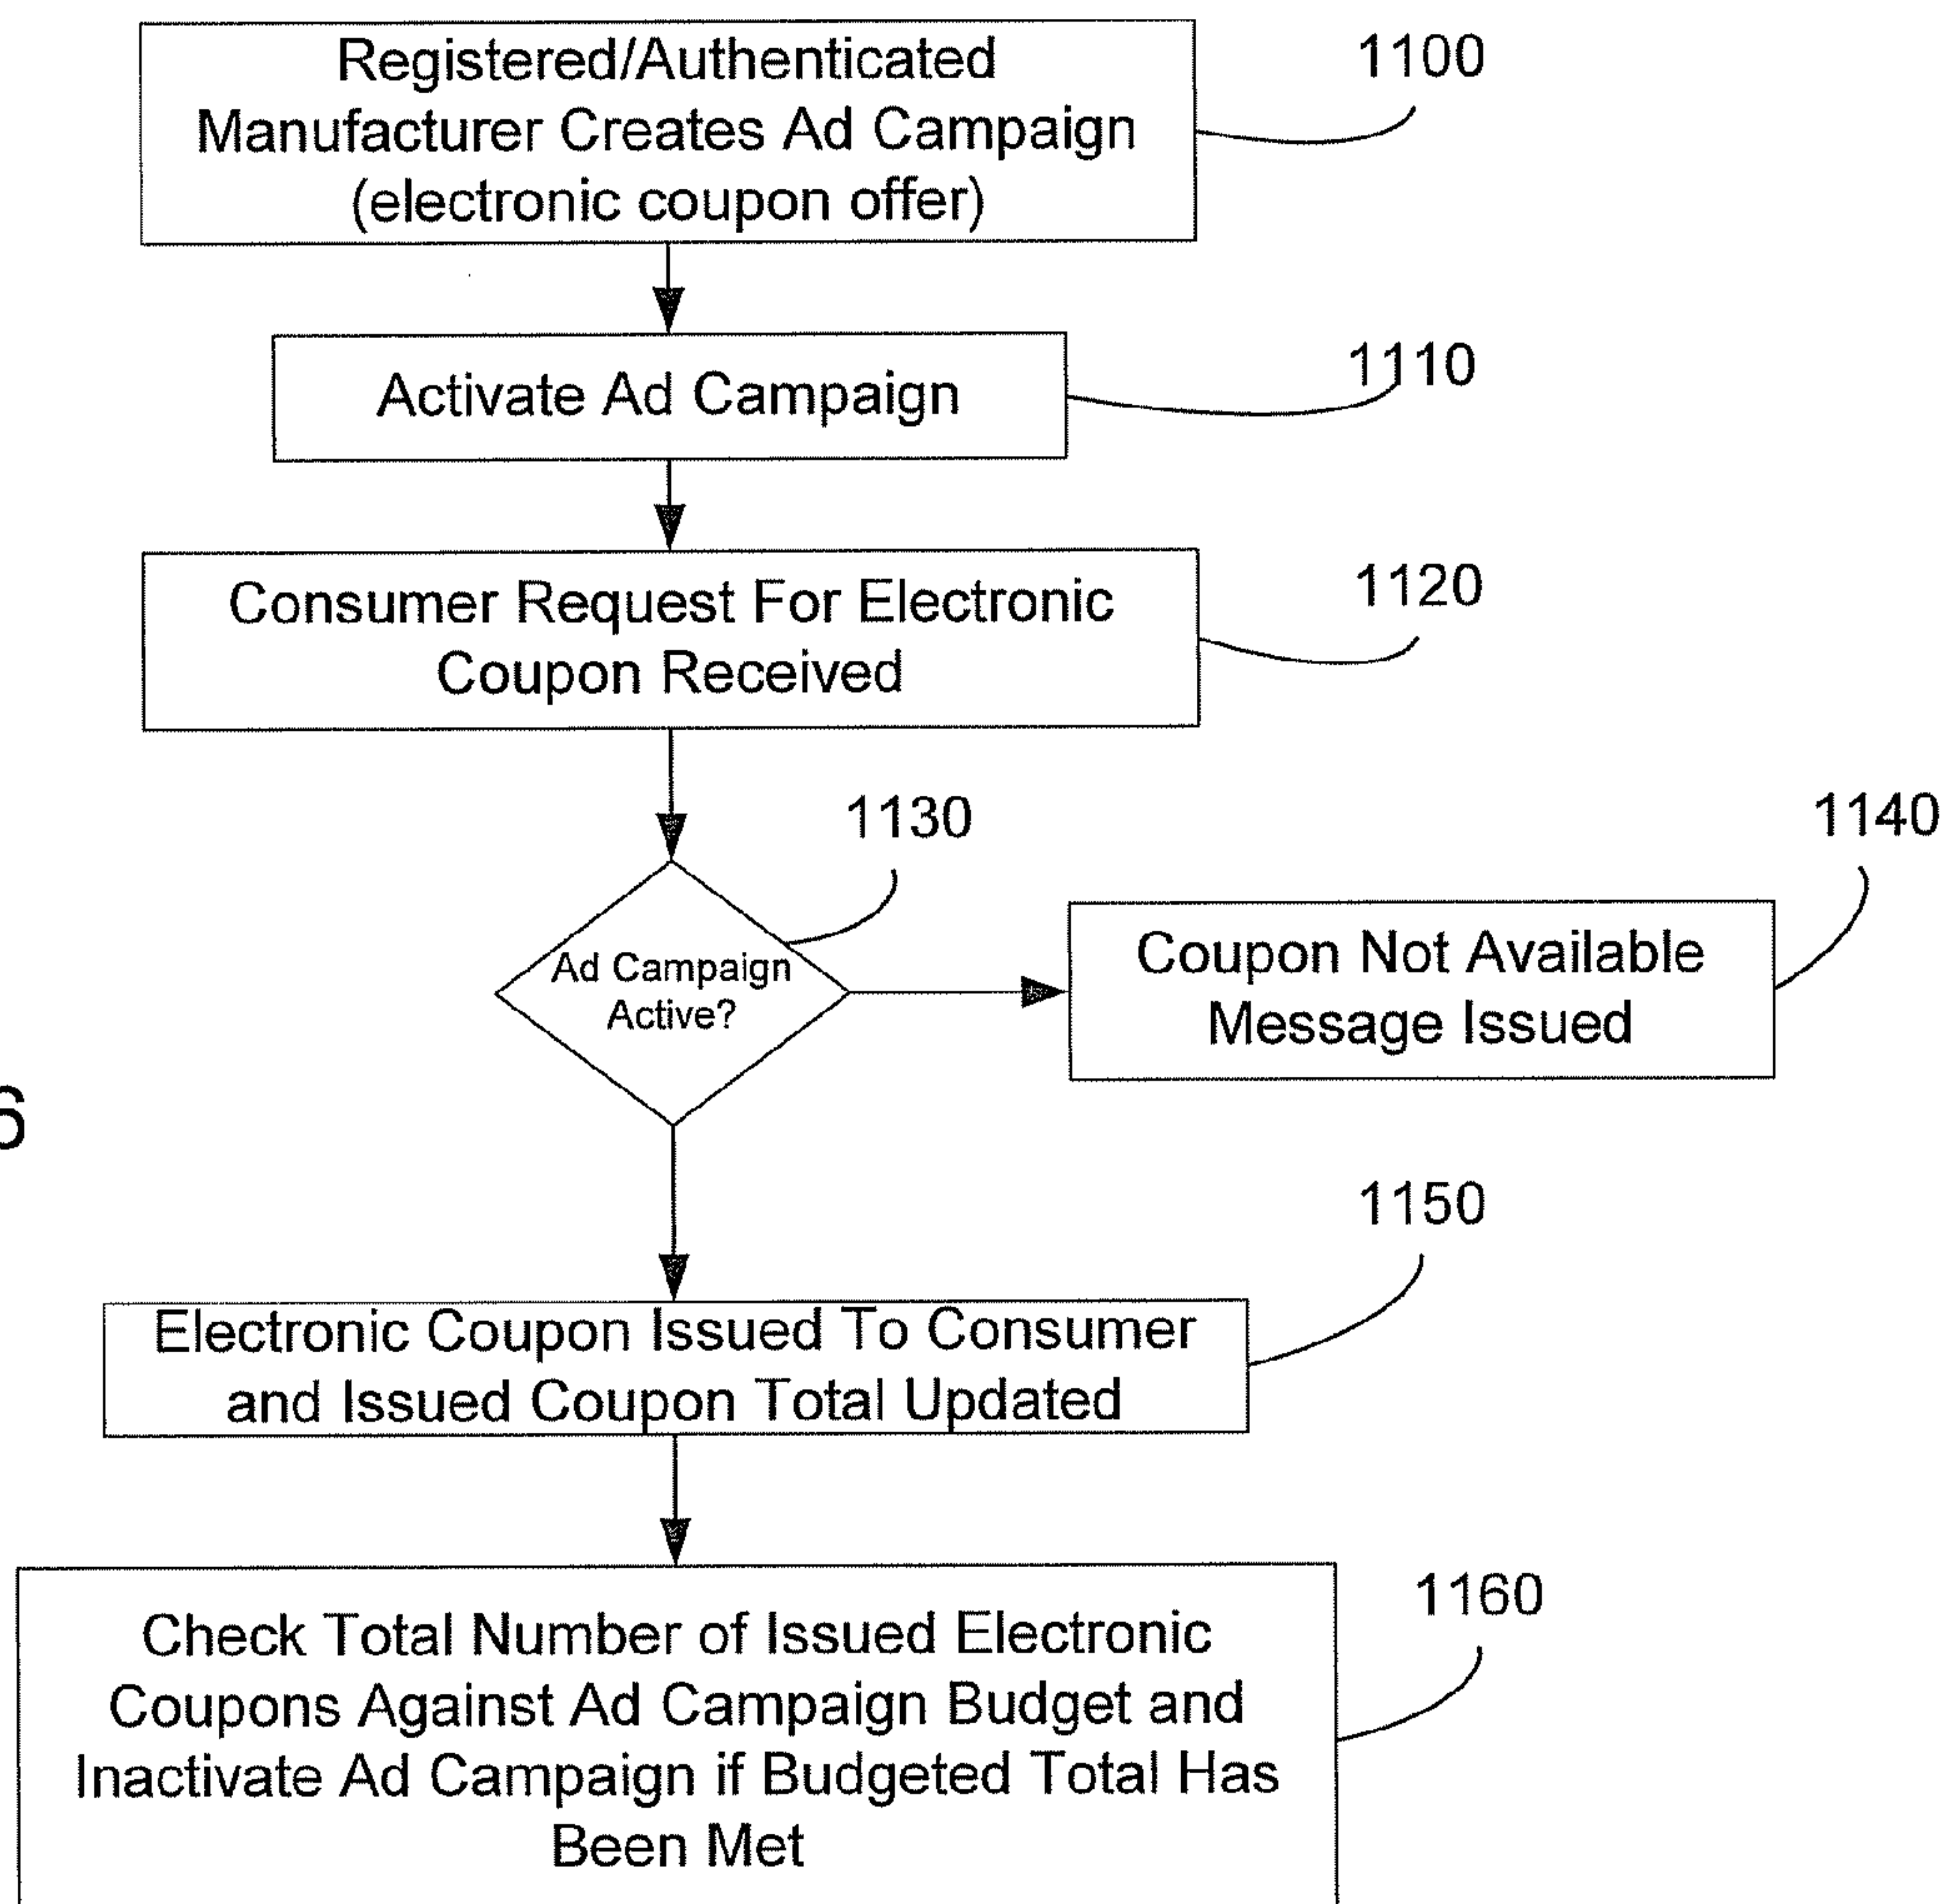 Registered/Authenticated
Manufacturer Creates Ad Campaign
(electronic coupon offer)
1100
Activate Ad Campaign
1110
Consumer Request For Electronic
Coupon Received
1120
1130
1140
Ad Campaign
Active?
Coupon Not Available
Message Issued
6
1150
Electronic Coupon Issued To Consumer
and Issued Coupon Total Updated
1160
Check Total Number of Issued Electronic
Coupons Against Ad Campaign Budget and
Inactivate Ad Campaign if Budgeted Total Has
Been Met